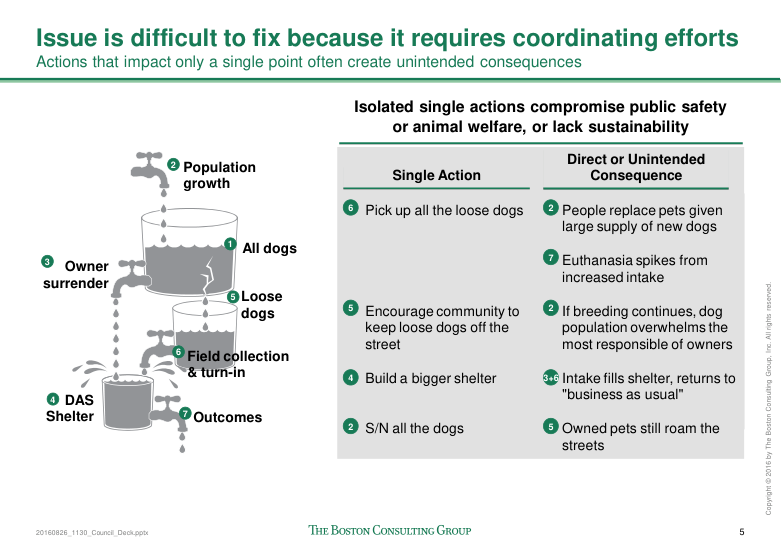 Issue is difficult to fix because it requires coordinating efforts
Actions that impact only a single point often create unintended consequences
2 Population
growth
1 All dogs
3 Owner
surrender
5 Loose
dogs
6 Field collection
& turn-in
4 DAS
Shelter
7 Outcomes
Isolated single actions compromise public safety
or animal welfare, or lack sustainability
Single Action
Direct or Unintended
Consequence
6 Pick up all the loose dogs
2 People replace pets given
large supply of new dogs
7 Euthanasia spikes from
increased intake
5 Encourage community to
keep loose dogs off the
street
2 If breeding continues, dog
population overwhelms the
most responsible of owners
4 Build a bigger shelter
3+6 Intake fills shelter, returns to
"business as usual"
2 S/N all the dogs
5 Owned pets still roam the
streets
Copyright © 2016 by The Boston Consulting Group, Inc. All rights reserved.
20160826_1130_Council_Deck.pptx
THE BOSTON CONSULTING GROUP
5